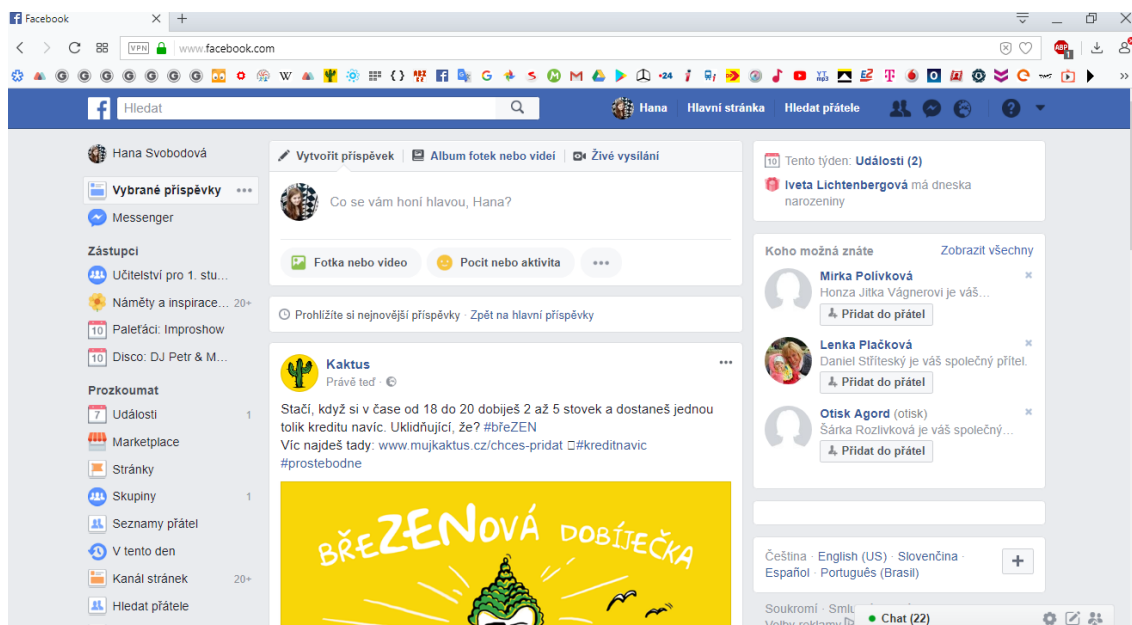 Facebook
VPN www.facebook.com
Hledat
Hana Hlavní stránka Hledat přátele
Hana Svobodová
Vybrané příspěvky
Messenger
Zástupci
Učitelství pro 1. stu...
Náměty a inspirace... 20+
Paletáci: Improshow
Disco: DJ Petr & M...
Prozkoumat
Události 1
Marketplace
Stránky
Skupiny 1
Seznamy přátel
V tento den
Kanál stránek 20+
Hledat přátele
Vytvořit příspěvek Album fotek nebo videí Živé vysílání
Co se vám honí hlavou, Hana?
Fotka nebo video Pocit nebo aktivita
Prohlížíte si nejnovější příspěvky · Zpět na hlavní příspěvky
Kaktus
Právě teď ·
Stačí, když si v čase od 18 do 20 dobiješ 2 až 5 stovek a dostaneš jednou
tolik kreditu navíc. Uklidňující, že? #břeZEN
Víc najdeš tady: www.mujkaktus.cz/chces-pridat #kreditnavic
#prostebodne
BŘEZENOVÁ DOBÍJEČKA
Tento týden: Události (2)
Iveta Lichtenbergová má dneska
narozeniny
Koho možná znáte Zobrazit všechny
Mirka Polívková
Honza Jitka Vágnerovi je váš...
Přidat do přátel
Lenka Plačková
Daniel Stříteský je váš společný přítel.
Přidat do přátel
Otisk Agord (otisk)
Šárka Rozlivková je váš společný...
Přidat do přátel
Čeština · English (US) · Slovenčina ·
Español · Português (Brasil)
Soukromí ·
Chat (22)